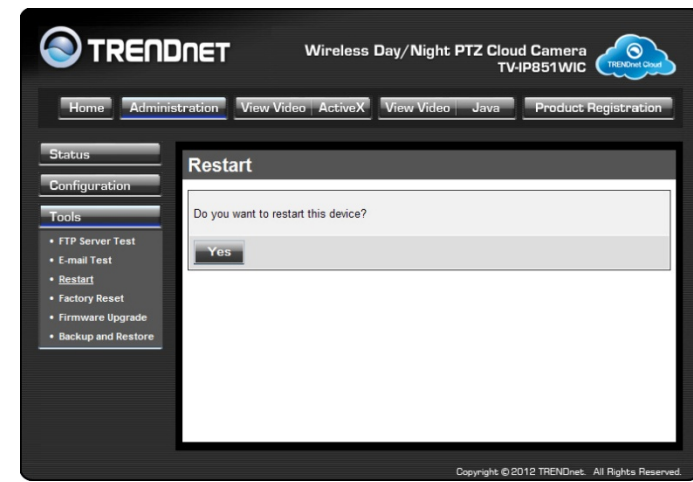 TRENDNET
Wireless Day/Night PTZ Cloud Camera
TV-IP851WIC
TRENDnet Cloud
Home Administration View Video ActiveX View Video Java Product Registration
Status
Configuration
Tools
• FTP Server Test
• E-mail Test
• Restart
• Factory Reset
• Firmware Upgrade
• Backup and Restore
Restart
Do you want to restart this device?
Yes
Copyright © 2012 TRENDnet. All Rights Reserved.